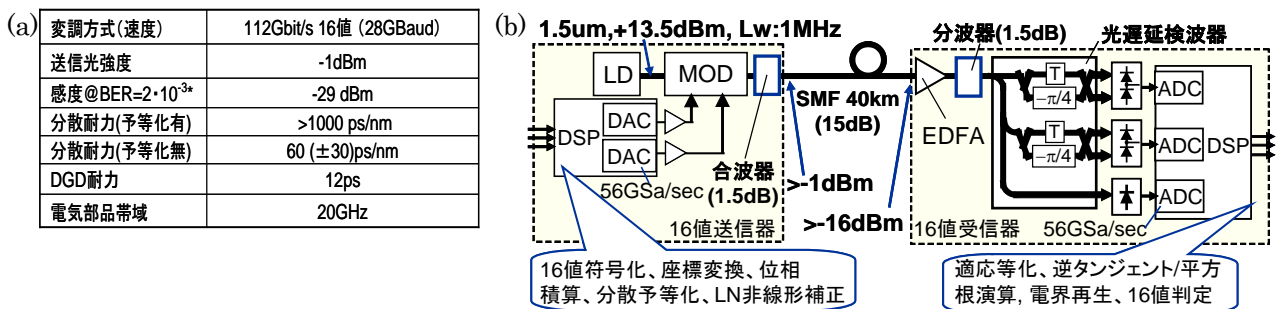 (a)
変調方式(速度) 112Gbit/s 16値 (28GBaud)
送信光強度 -1dBm
感度@BER=2・10-3* -29 dBm
分散耐力(予等化有) >1000 ps/nm
分散耐力(予等化無) 60 (±30)ps/nm
DGD耐力 12ps
電気部品帯域 20GHz
(b)
1.5um,+13.5dBm, Lw:1MHz
LD
MOD
DSP
DAC
DAC
56GSa/sec
合波器
(1.5dB)
16値送信器
SMF 40km
(15dB)
>-1dBm
>-16dBm
EDFA
分波器(1.5dB)
光遅延検波器
T
-π/4
T
-π/4
ADC
ADC
ADC
DSP
16値受信器
56GSa/sec
16値符号化、座標変換、位相
積算、分散予等化、LN非線形補正
適応等化、逆タンジェント/平方
根演算, 電界再生、16値判定